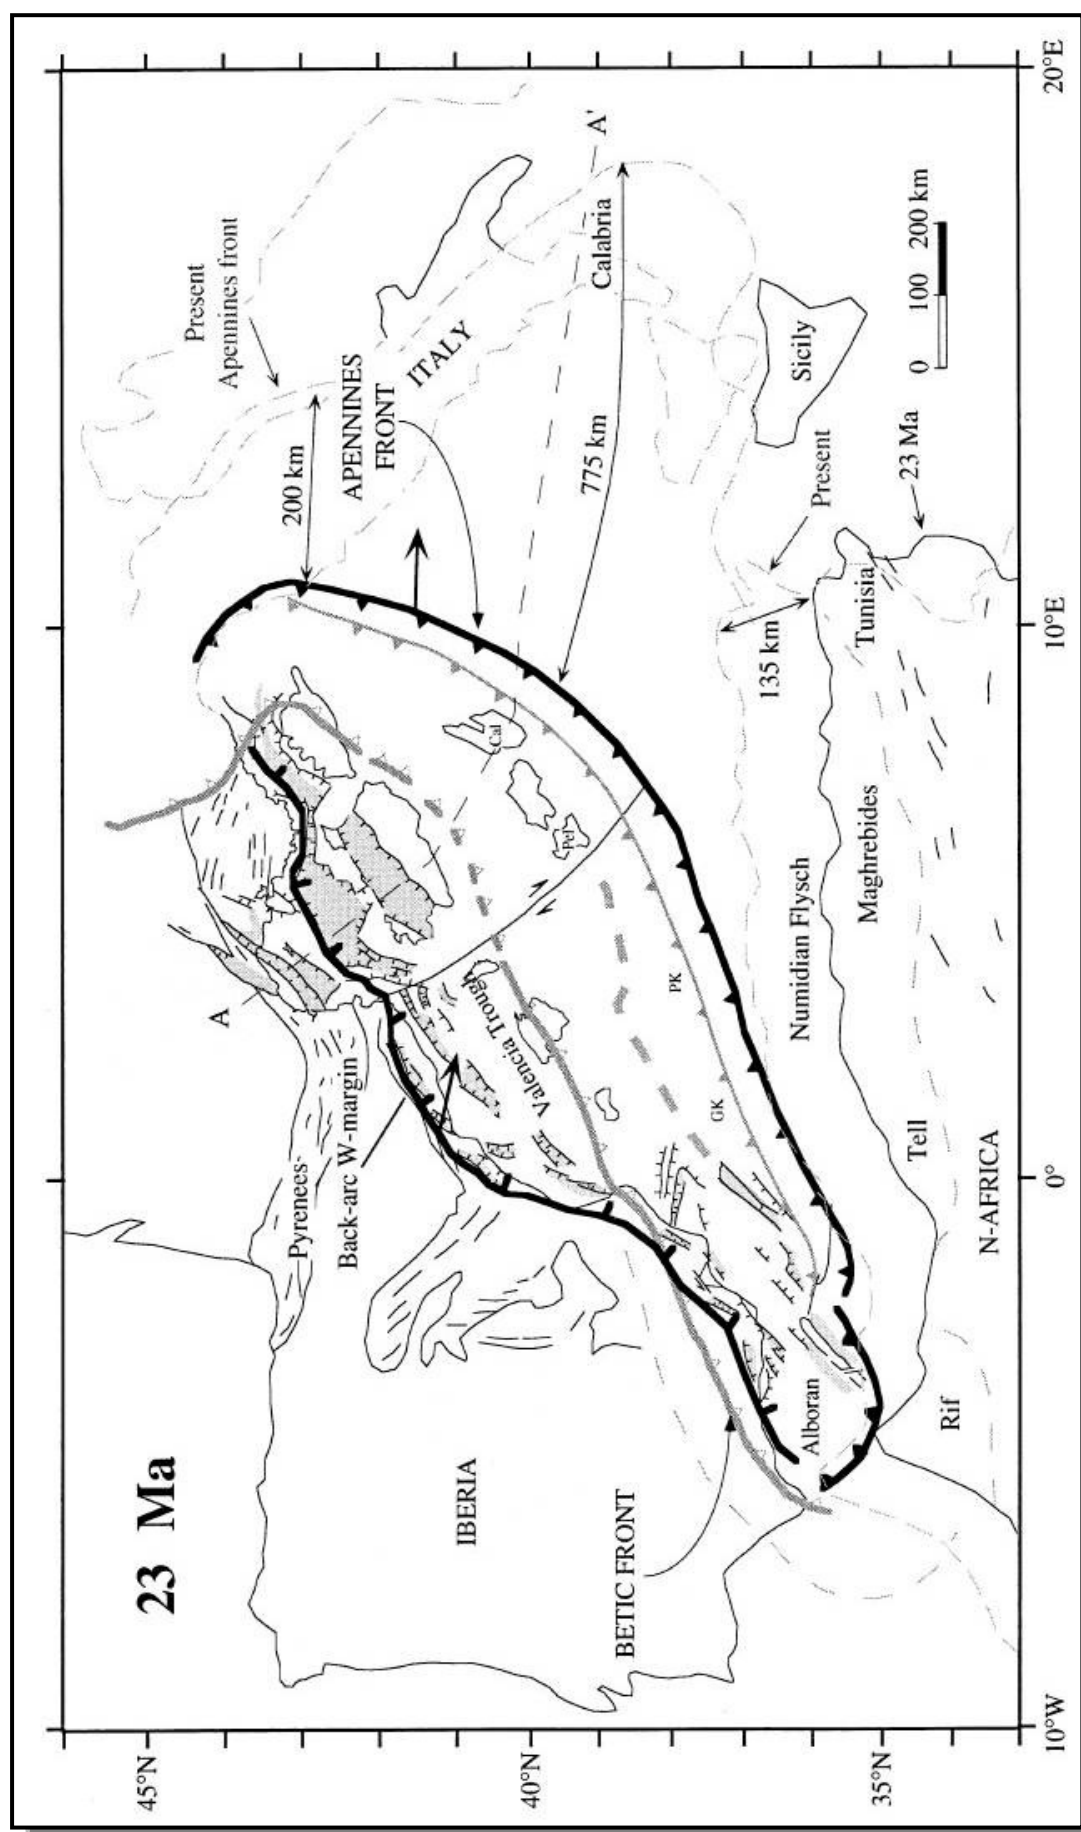 23 Ma
45°N
40°N
35°N
10°W
0°
10°E
20°E
IBERIA
BETIC FRONT
Pyrenees
Back-arc W-margin
A
Valencia Trough
Alboran
Rif
Tell
N-AFRICA
GK
PK
Numidian Flysch
Maghrebides
Tunisia
135 km
Present
23 Ma
Pel
Cal
200 km
775 km
APENNINES
FRONT
Present
Apennines front
ITALY
Calabria
A'
Sicily
0 100 200 km